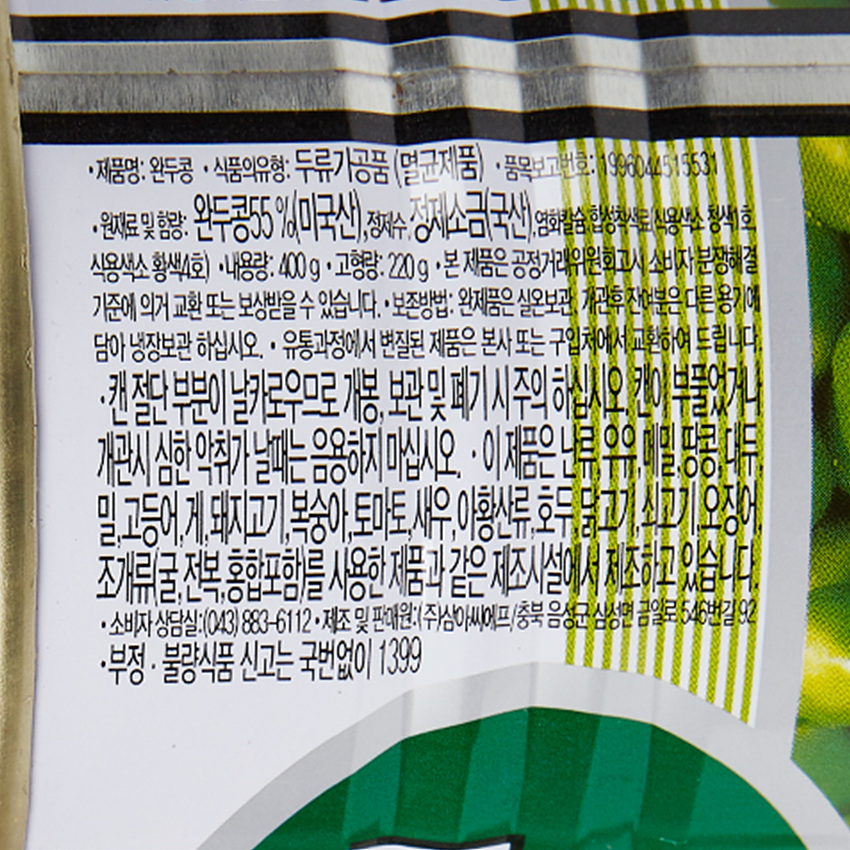 •제품명: 완두콩 •식품의유형: 두류가공품 (멸균제품) •품목보고번호: 1996044515531
•원재료 및 함량: 완두콩55 %(미국산), 정제수, 정제소금(국산), 염화칼슘, 합성착색료(식용색소 청색1호,
식용색소 황색4호) •내용량: 400 g •고형량: 220 g •본 제품은 공정거래위원회고시 소비자 분쟁해결
기준에 의거 교환 또는 보상받을 수 있습니다. •보존방법: 완제품은 실온보관, 개관후 잔여분은 다른 용기에
담아 냉장보관 하십시오. •유통과정에서 변질된 제품은 본사 또는 구입처에서 교환하여 드립니다.
•캔 절단 부분이 날카로우므로 개봉, 보관 및 폐기 시 주의 하십시오. 캔이 부풀었거나
개관시 심한 악취가 날때는 음용하지 마십시오. •이 제품은 난류,우유,메밀,땅콩,대두,
밀,고등어,게,돼지고기,복숭아,토마토,새우,아황산류,호두,닭고기,쇠고기,오징어,
조개류(굴,전복,홍합포함)를 사용한 제품과 같은 제조시설에서 제조하고 있습니다.
•소비자 상담실:(043) 883-6112 •제조 및 판매원:(주)삼아씨에프/충북 음성군 삼성면 금일로 546번길 92
•부정·불량식품 신고는 국번없이 1399